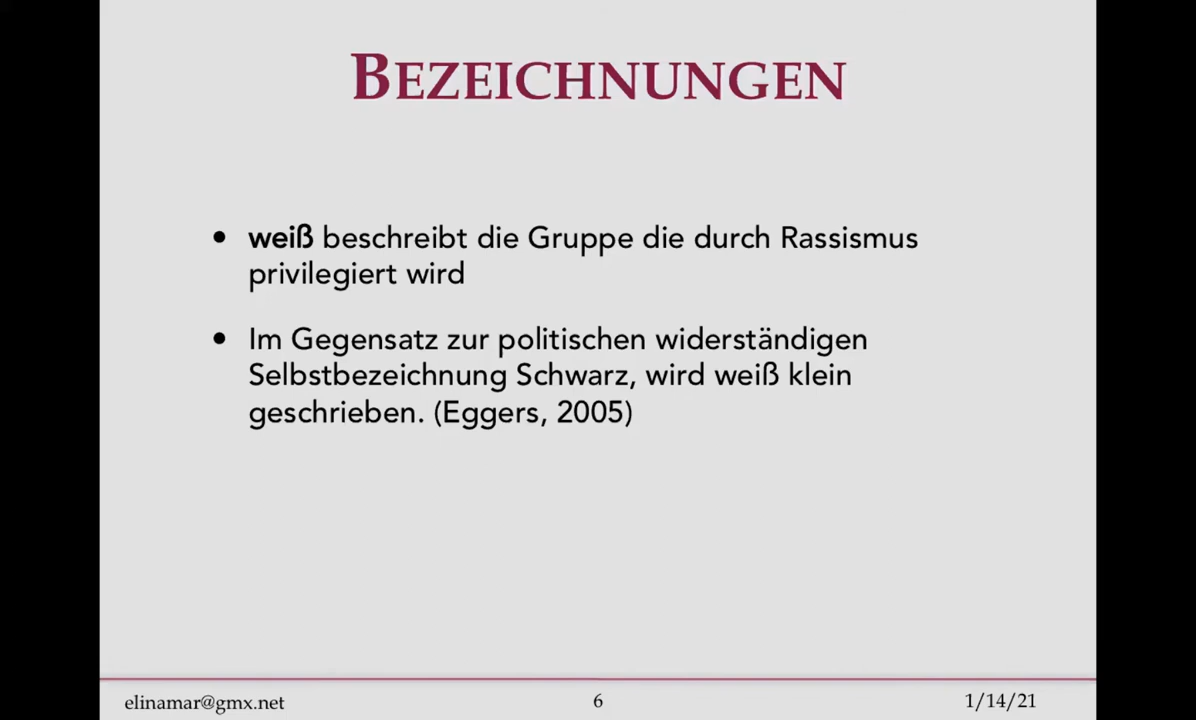 BEZEICHNUNGEN
• weiß beschreibt die Gruppe die durch Rassismus
privilegiert wird
• Im Gegensatz zur politischen widerständigen
Selbstbezeichnung Schwarz, wird weiß klein
geschrieben. (Eggers, 2005)
elinamar@gmx.net 6 1/14/21